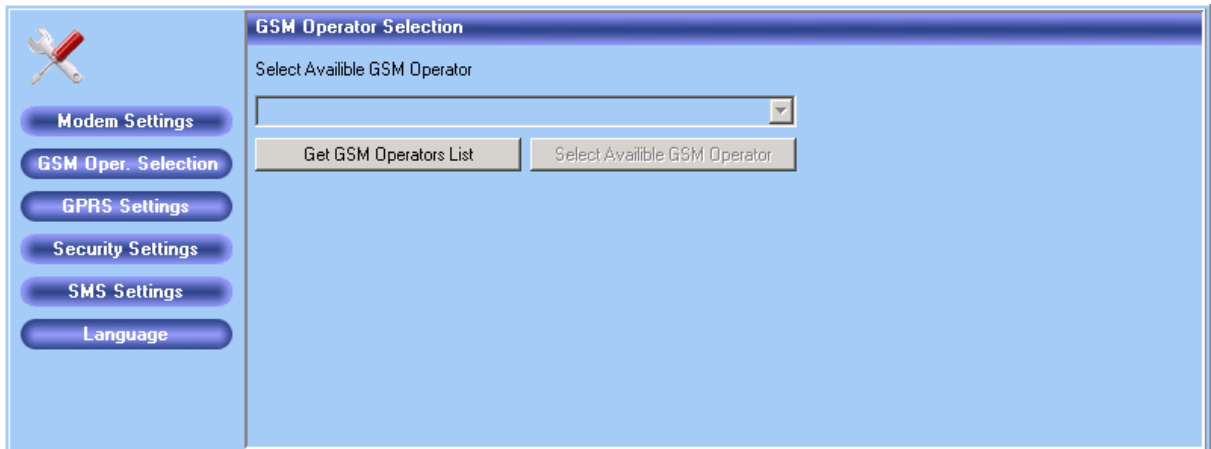 GSM Operator Selection
Select Availible GSM Operator
Get GSM Operators List
Select Availible GSM Operator
Modem Settings
GSM Oper. Selection
GPRS Settings
Security Settings
SMS Settings
Language